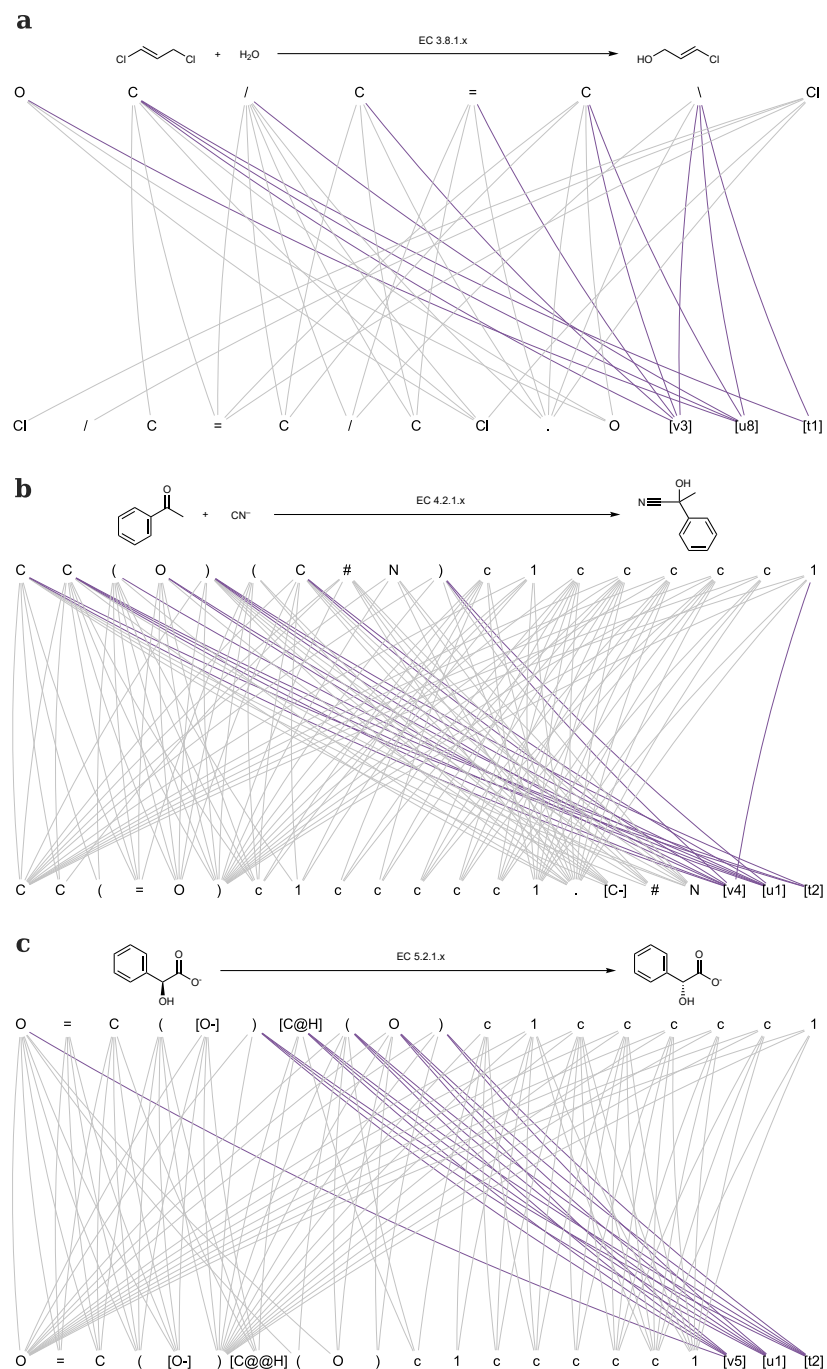 a
EC 3.8.1.x
Cl Cl + H₂O HO Cl
O C / C = C \ Cl
Cl / C = C / C Cl . O [v3] [u8] [t1]
b
EC 4.2.1.x
O + CN⁻ N OH
C C ( O ) ( C # N ) c 1 c c c c c 1
C C ( = O ) c 1 c c c c c 1 . [C-] # N [v4] [u1] [t2]
c
EC 5.2.1.x
O O⁻ OH O O⁻ OH
O = C ( [O-] ) [C@H] ( O ) c 1 c c c c c 1
O = C ( [O-] ) [C@@H] ( O ) c 1 c c c c c 1 [v5] [u1] [t2]